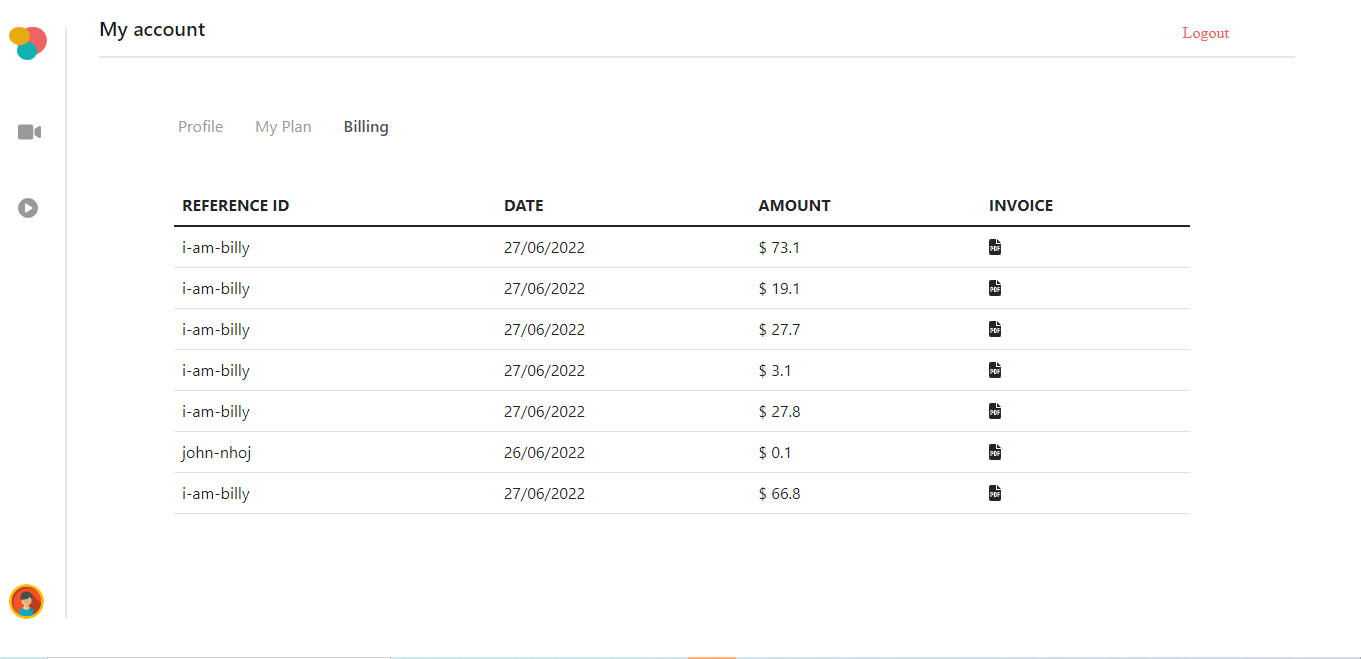 My account
Logout
Profile My Plan Billing
REFERENCE ID DATE AMOUNT INVOICE
i-am-billy 27/06/2022 $ 73.1 PDF
i-am-billy 27/06/2022 $ 19.1 PDF
i-am-billy 27/06/2022 $ 27.7 PDF
i-am-billy 27/06/2022 $ 3.1 PDF
i-am-billy 27/06/2022 $ 27.8 PDF
john-nhoj 26/06/2022 $ 0.1 PDF
i-am-billy 27/06/2022 $ 66.8 PDF